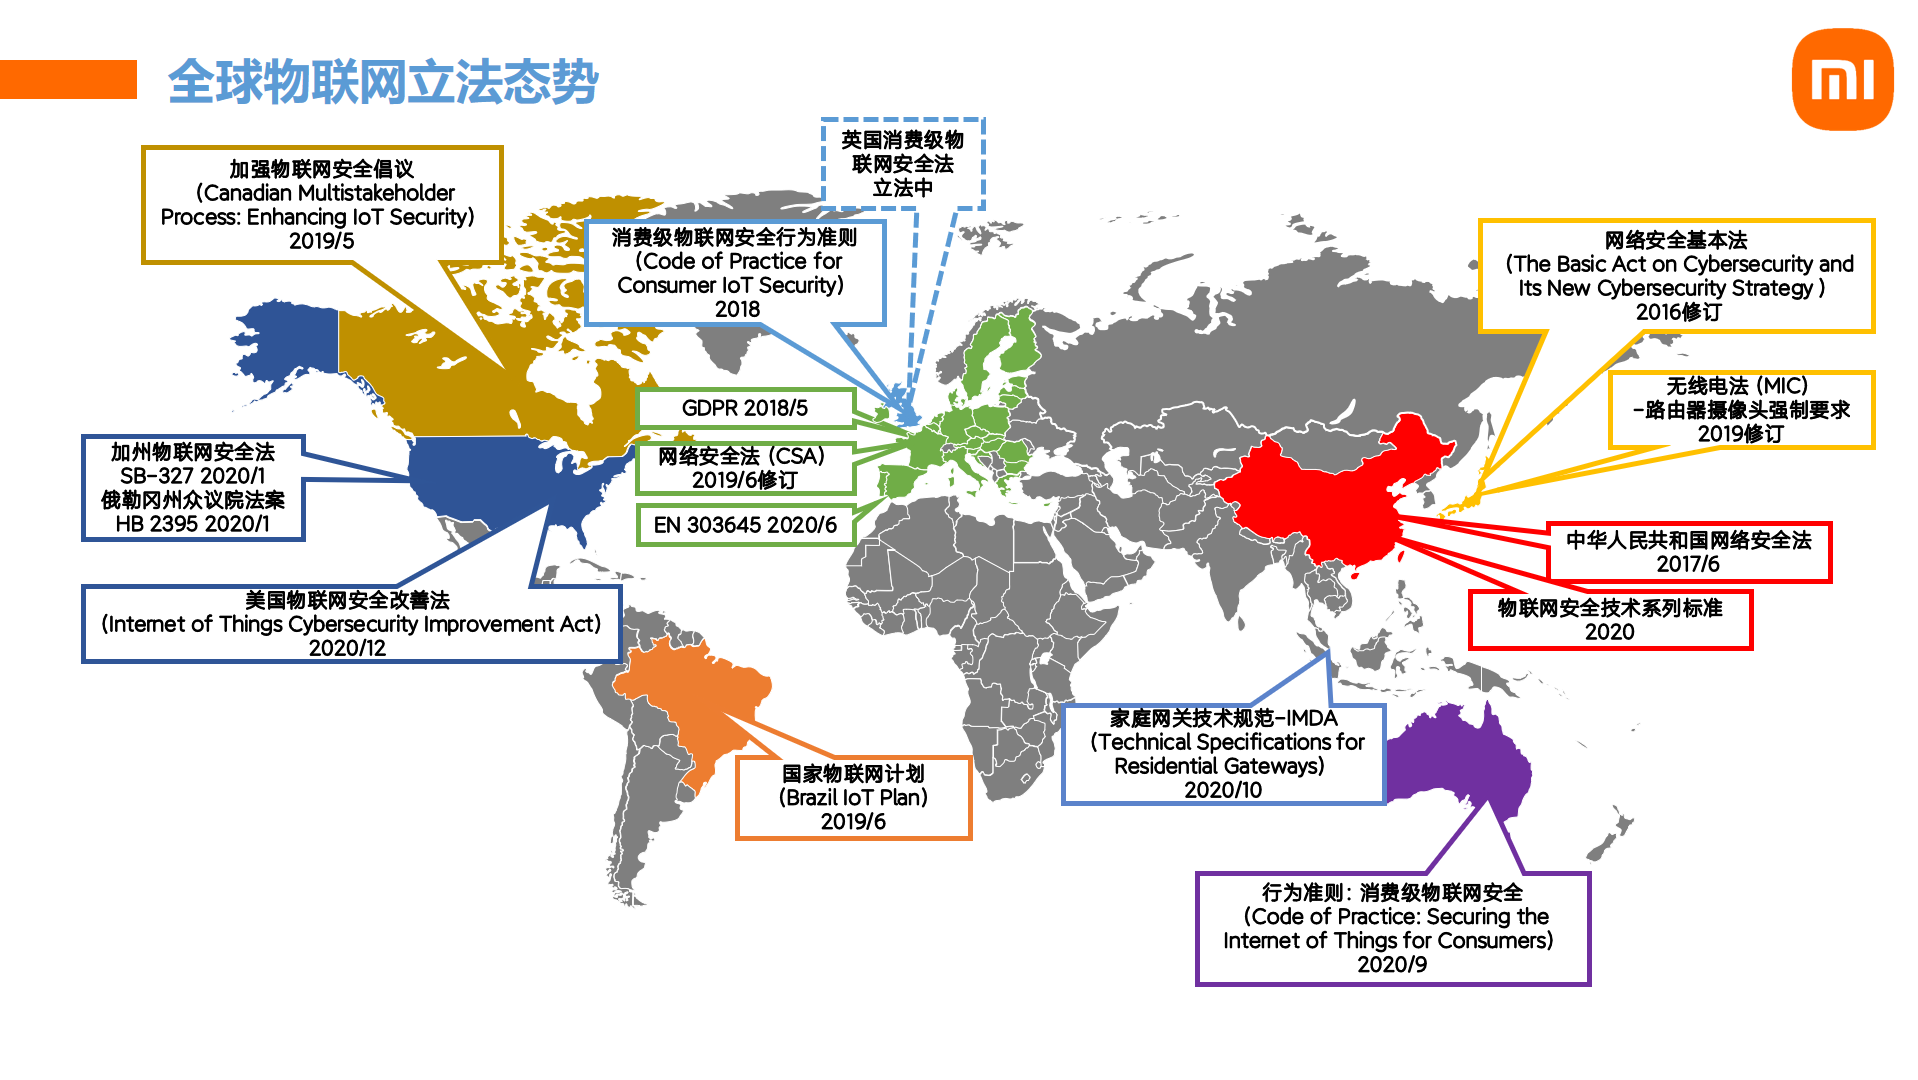 全球物联网立法态势
mi
加强物联网安全倡议
(Canadian Multistakeholder
Process: Enhancing IoT Security)
2019/5
英国消费级物
联网安全法
立法中
消费级物联网安全行为准则
(Code of Practice for
Consumer IoT Security)
2018
网络安全基本法
(The Basic Act on Cybersecurity and
Its New Cybersecurity Strategy )
2016修订
无线电法 (MIC)
-路由器摄像头强制要求
2019修订
GDPR 2018/5
网络安全法 (CSA)
2019/6修订
EN 303645 2020/6
加州物联网安全法
SB-327 2020/1
俄勒冈州众议院法案
HB 2395 2020/1
美国物联网安全改善法
(Internet of Things Cybersecurity Improvement Act)
2020/12
中华人民共和国网络安全法
2017/6
物联网安全技术系列标准
2020
国家物联网计划
(Brazil IoT Plan)
2019/6
家庭网关技术规范-IMDA
(Technical Specifications for
Residential Gateways)
2020/10
行为准则：消费级物联网安全
(Code of Practice: Securing the
Internet of Things for Consumers)
2020/9